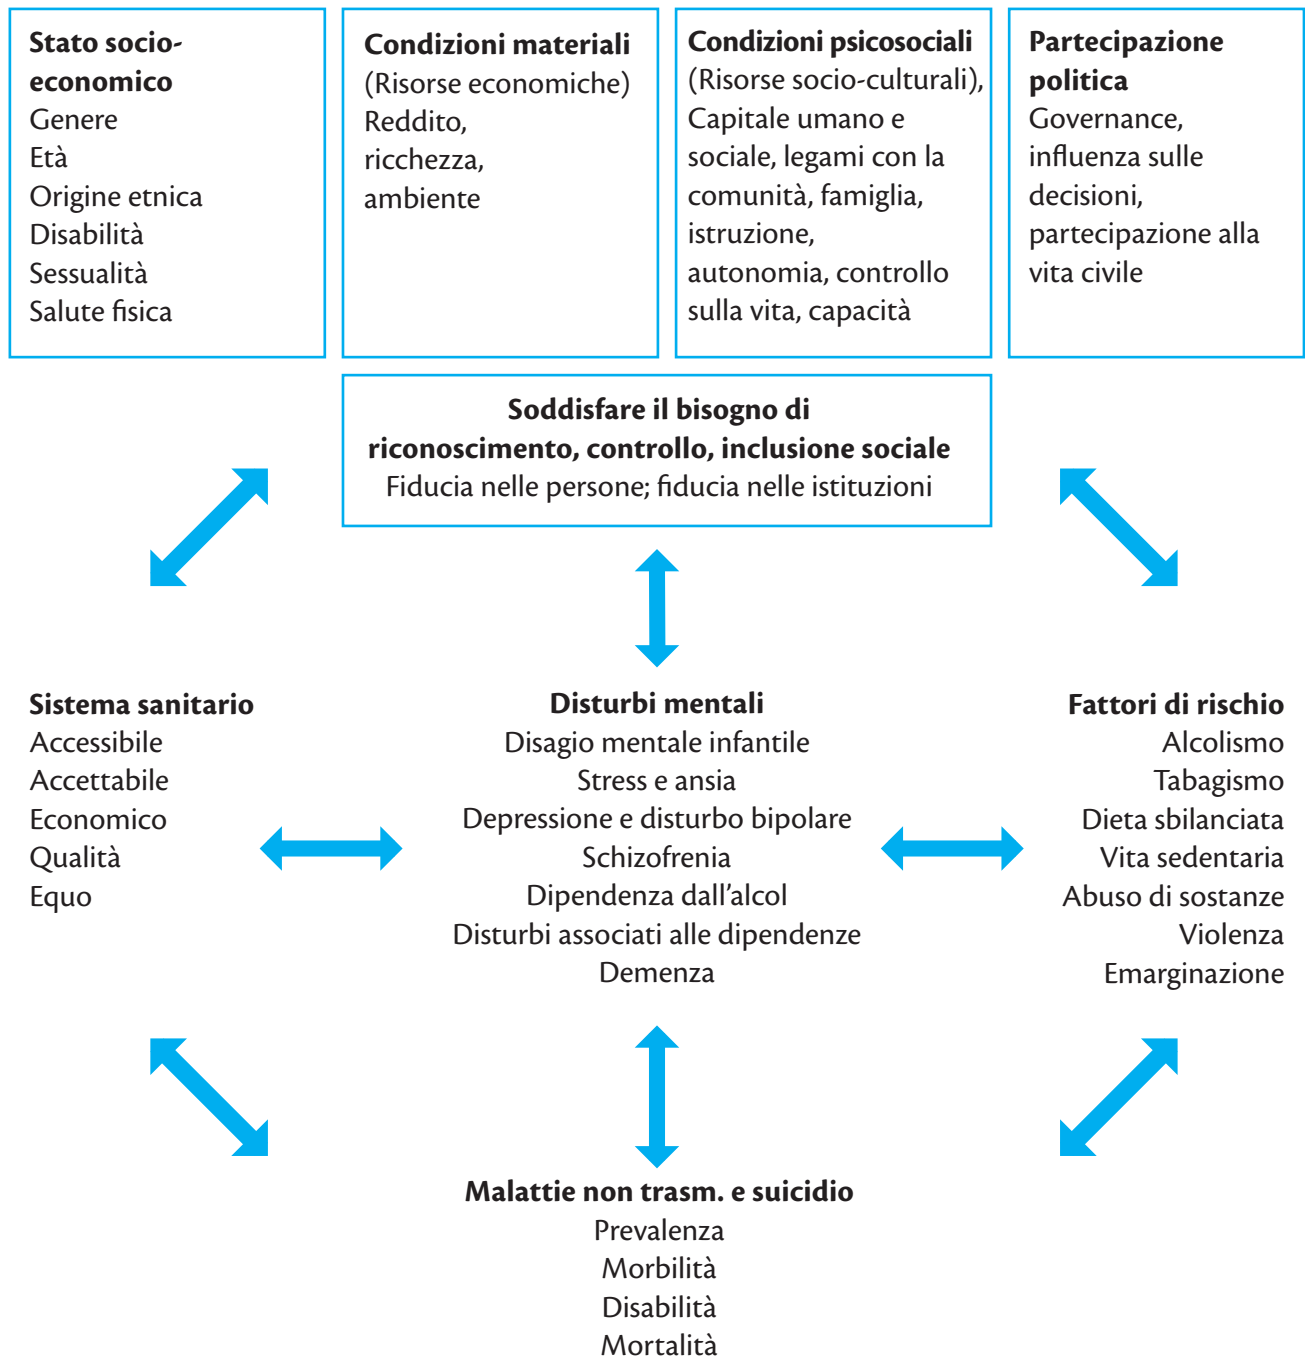 Stato socio-
economico
Genere
Età
Origine etnica
Disabilità
Sessualità
Salute fisica
Condizioni materiali
(Risorse economiche)
Reddito,
ricchezza,
ambiente
Condizioni psicosociali
(Risorse socio-culturali),
Capitale umano e
sociale, legami con la
comunità, famiglia,
istruzione,
autonomia, controllo
sulla vita, capacità
Partecipazione
politica
Governance,
influenza sulle
decisioni,
partecipazione alla
vita civile
Soddisfare il bisogno di
riconoscimento, controllo, inclusione sociale
Fiducia nelle persone; fiducia nelle istituzioni
Sistema sanitario
Accessibile
Accettabile
Economico
Qualità
Equo
Disturbi mentali
Disagio mentale infantile
Stress e ansia
Depressione e disturbo bipolare
Schizofrenia
Dipendenza dall'alcol
Disturbi associati alle dipendenze
Demenza
Fattori di rischio
Alcolismo
Tabagismo
Dieta sbilanciata
Vita sedentaria
Abuso di sostanze
Violenza
Emarginazione
Malattie non trasm. e suicidio
Prevalenza
Morbilità
Disabilità
Mortalità